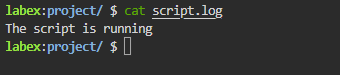 labex:project/ $ cat script.log
The script is running
labex:project/ $